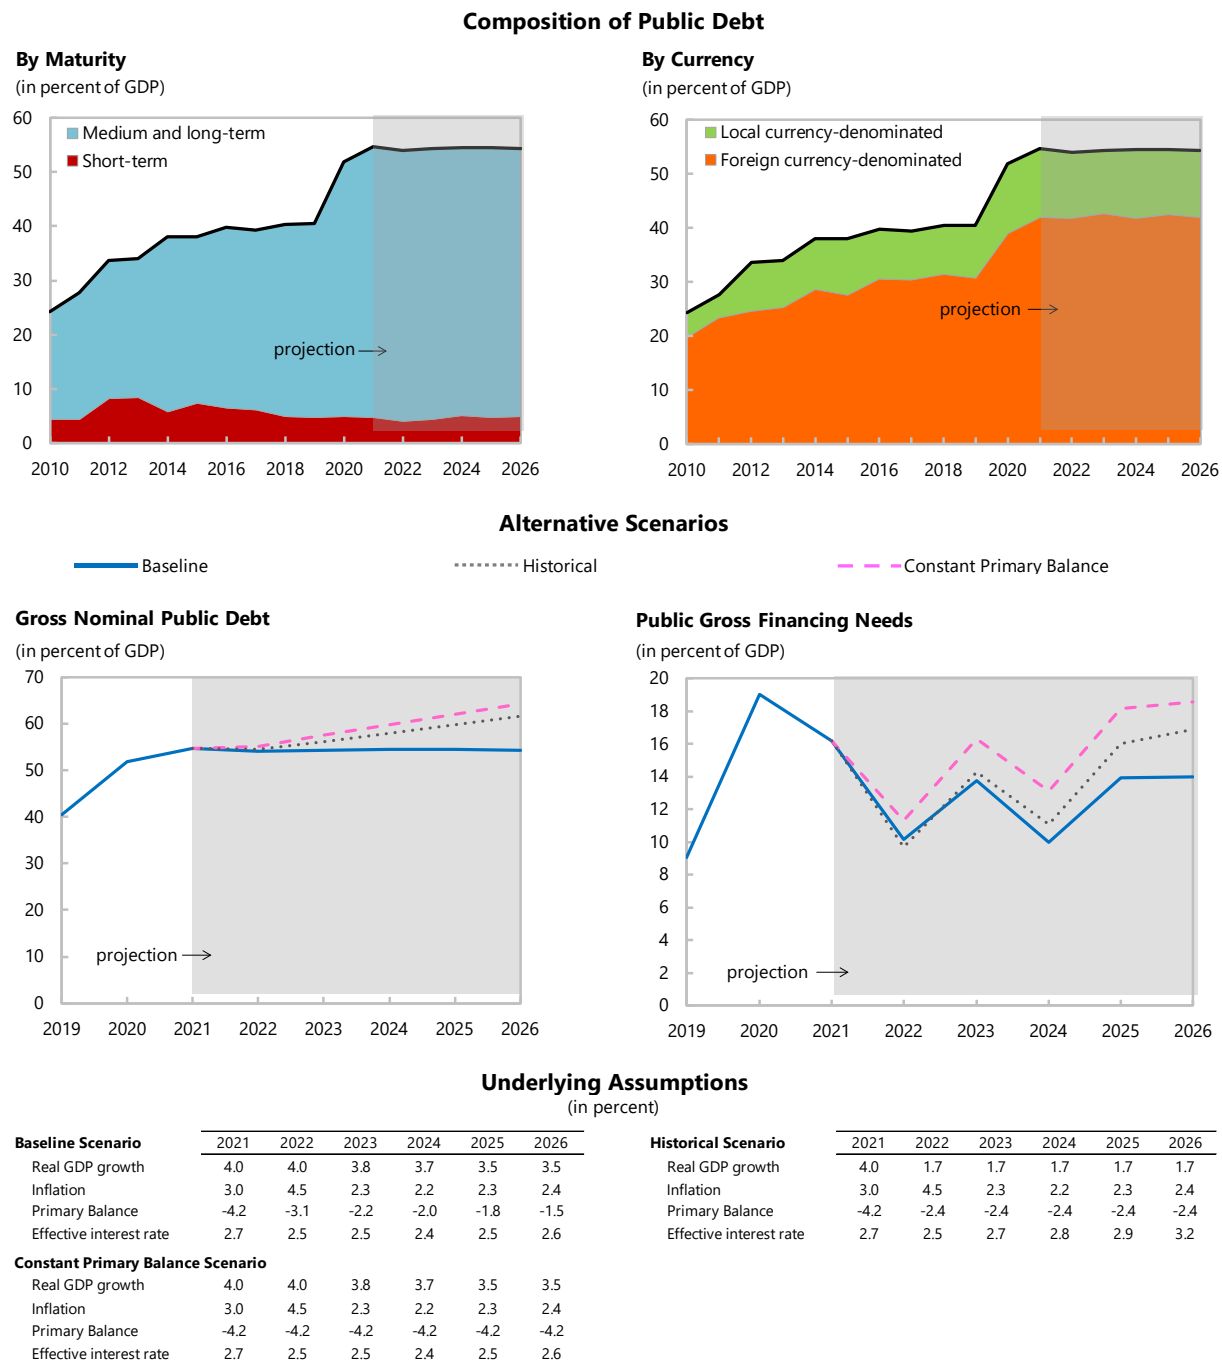 Composition of Public Debt
By Maturity
(in percent of GDP)
60
50
40
30
20
10
0
Medium and long-term
Short-term
projection
2010 2012 2014 2016 2018 2020 2022 2024 2026
By Currency
(in percent of GDP)
60
50
40
30
20
10
0
Local currency-denominated
Foreign currency-denominated
projection
2010 2012 2014 2016 2018 2020 2022 2024 2026
Alternative Scenarios
Baseline Historical Constant Primary Balance
Gross Nominal Public Debt
(in percent of GDP)
70
60
50
40
30
20
10
0
projection
2019 2020 2021 2022 2023 2024 2025 2026
Public Gross Financing Needs
(in percent of GDP)
20
18
16
14
12
10
8
6
4
2
0
projection
2019 2020 2021 2022 2023 2024 2025 2026
Underlying Assumptions
(in percent)
Baseline Scenario 2021 2022 2023 2024 2025 2026
Real GDP growth 4.0 4.0 3.8 3.7 3.5 3.5
Inflation 3.0 4.5 2.3 2.2 2.3 2.4
Primary Balance -4.2 -3.1 -2.2 -2.0 -1.8 -1.5
Effective interest rate 2.7 2.5 2.5 2.4 2.5 2.6
Constant Primary Balance Scenario
Real GDP growth 4.0 4.0 3.8 3.7 3.5 3.5
Inflation 3.0 4.5 2.3 2.2 2.3 2.4
Primary Balance -4.2 -4.2 -4.2 -4.2 -4.2 -4.2
Effective interest rate 2.7 2.5 2.5 2.4 2.5 2.6
Historical Scenario 2021 2022 2023 2024 2025 2026
Real GDP growth 4.0 1.7 1.7 1.7 1.7 1.7
Inflation 3.0 4.5 2.3 2.2 2.3 2.4
Primary Balance -4.2 -2.4 -2.4 -2.4 -2.4 -2.4
Effective interest rate 2.7 2.5 2.7 2.8 2.9 3.2